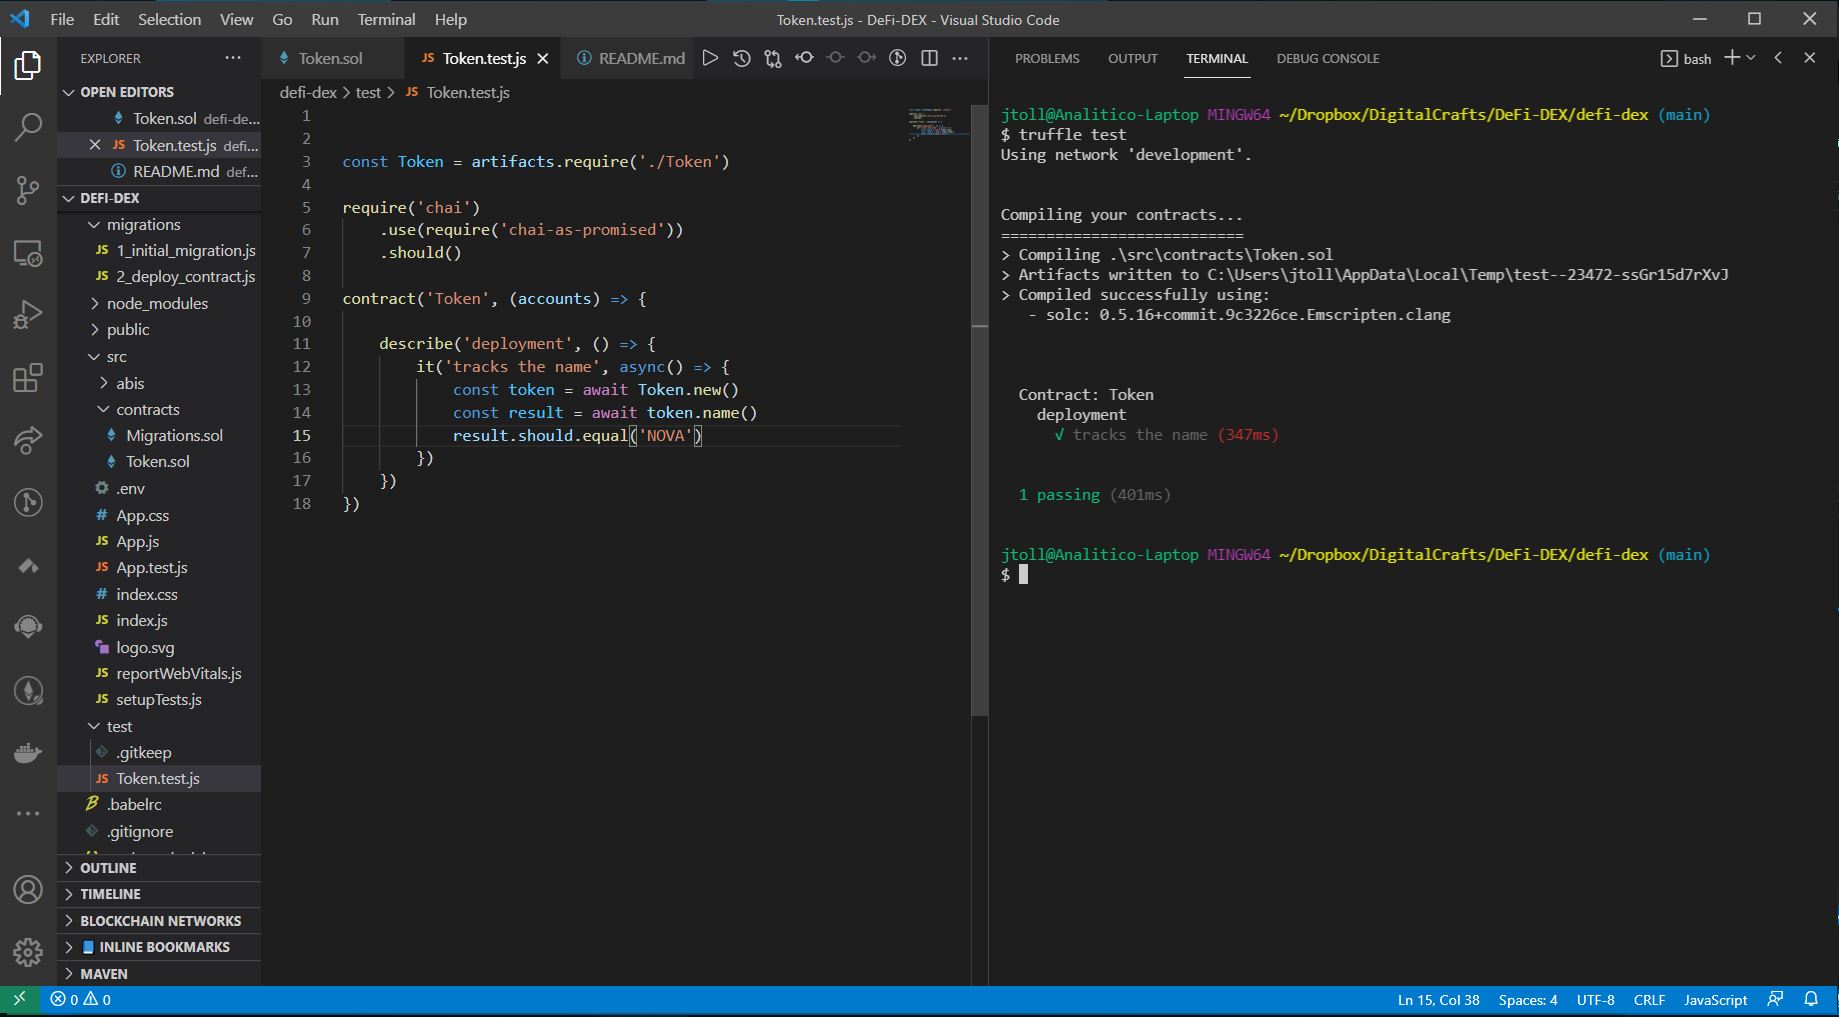 File Edit Selection View Go Run Terminal Help
Token.test.js - DeFi-DEX - Visual Studio Code
EXPLORER
OPEN EDITORS
Token.sol defi-de...
Token.test.js defi...
README.md def...
DEFI-DEX
migrations
1_initial_migration.js
2_deploy_contract.js
node_modules
public
src
abis
contracts
Migrations.sol
Token.sol
.env
App.css
App.js
App.test.js
index.css
index.js
logo.svg
reportWebVitals.js
setupTests.js
test
.gitkeep
Token.test.js
.babelrc
.gitignore
OUTLINE
TIMELINE
BLOCKCHAIN NETWORKS
INLINE BOOKMARKS
MAVEN
Token.sol JS Token.test.js README.md
defi-dex > test > JS Token.test.js
1
2
3 const Token = artifacts.require('./Token')
4
5 require('chai')
6 .use(require('chai-as-promised'))
7 .should()
8
9 contract('Token', (accounts) => {
10
11 describe('deployment', () => {
12 it('tracks the name', async() => {
13 const token = await Token.new()
14 const result = await token.name()
15 result.should.equal('NOVA')
16 })
17 })
18 })
PROBLEMS OUTPUT TERMINAL DEBUG CONSOLE bash
jtoll@Analitico-Laptop MINGW64 ~/Dropbox/DigitalCrafts/DeFi-DEX/defi-dex (main)
$ truffle test
Using network 'development'.
Compiling your contracts...
===========================
> Compiling .\src\contracts\Token.sol
> Artifacts written to C:\Users\jtoll\AppData\Local\Temp\test--23472-ssGr15d7rXvJ
> Compiled successfully using:
- solc: 0.5.16+commit.9c3226ce.Emscripten.clang
Contract: Token
deployment
√ tracks the name (347ms)
1 passing (401ms)
jtoll@Analitico-Laptop MINGW64 ~/Dropbox/DigitalCrafts/DeFi-DEX/defi-dex (main)
$
0 0 Ln 15, Col 38 Spaces: 4 UTF-8 CRLF JavaScript